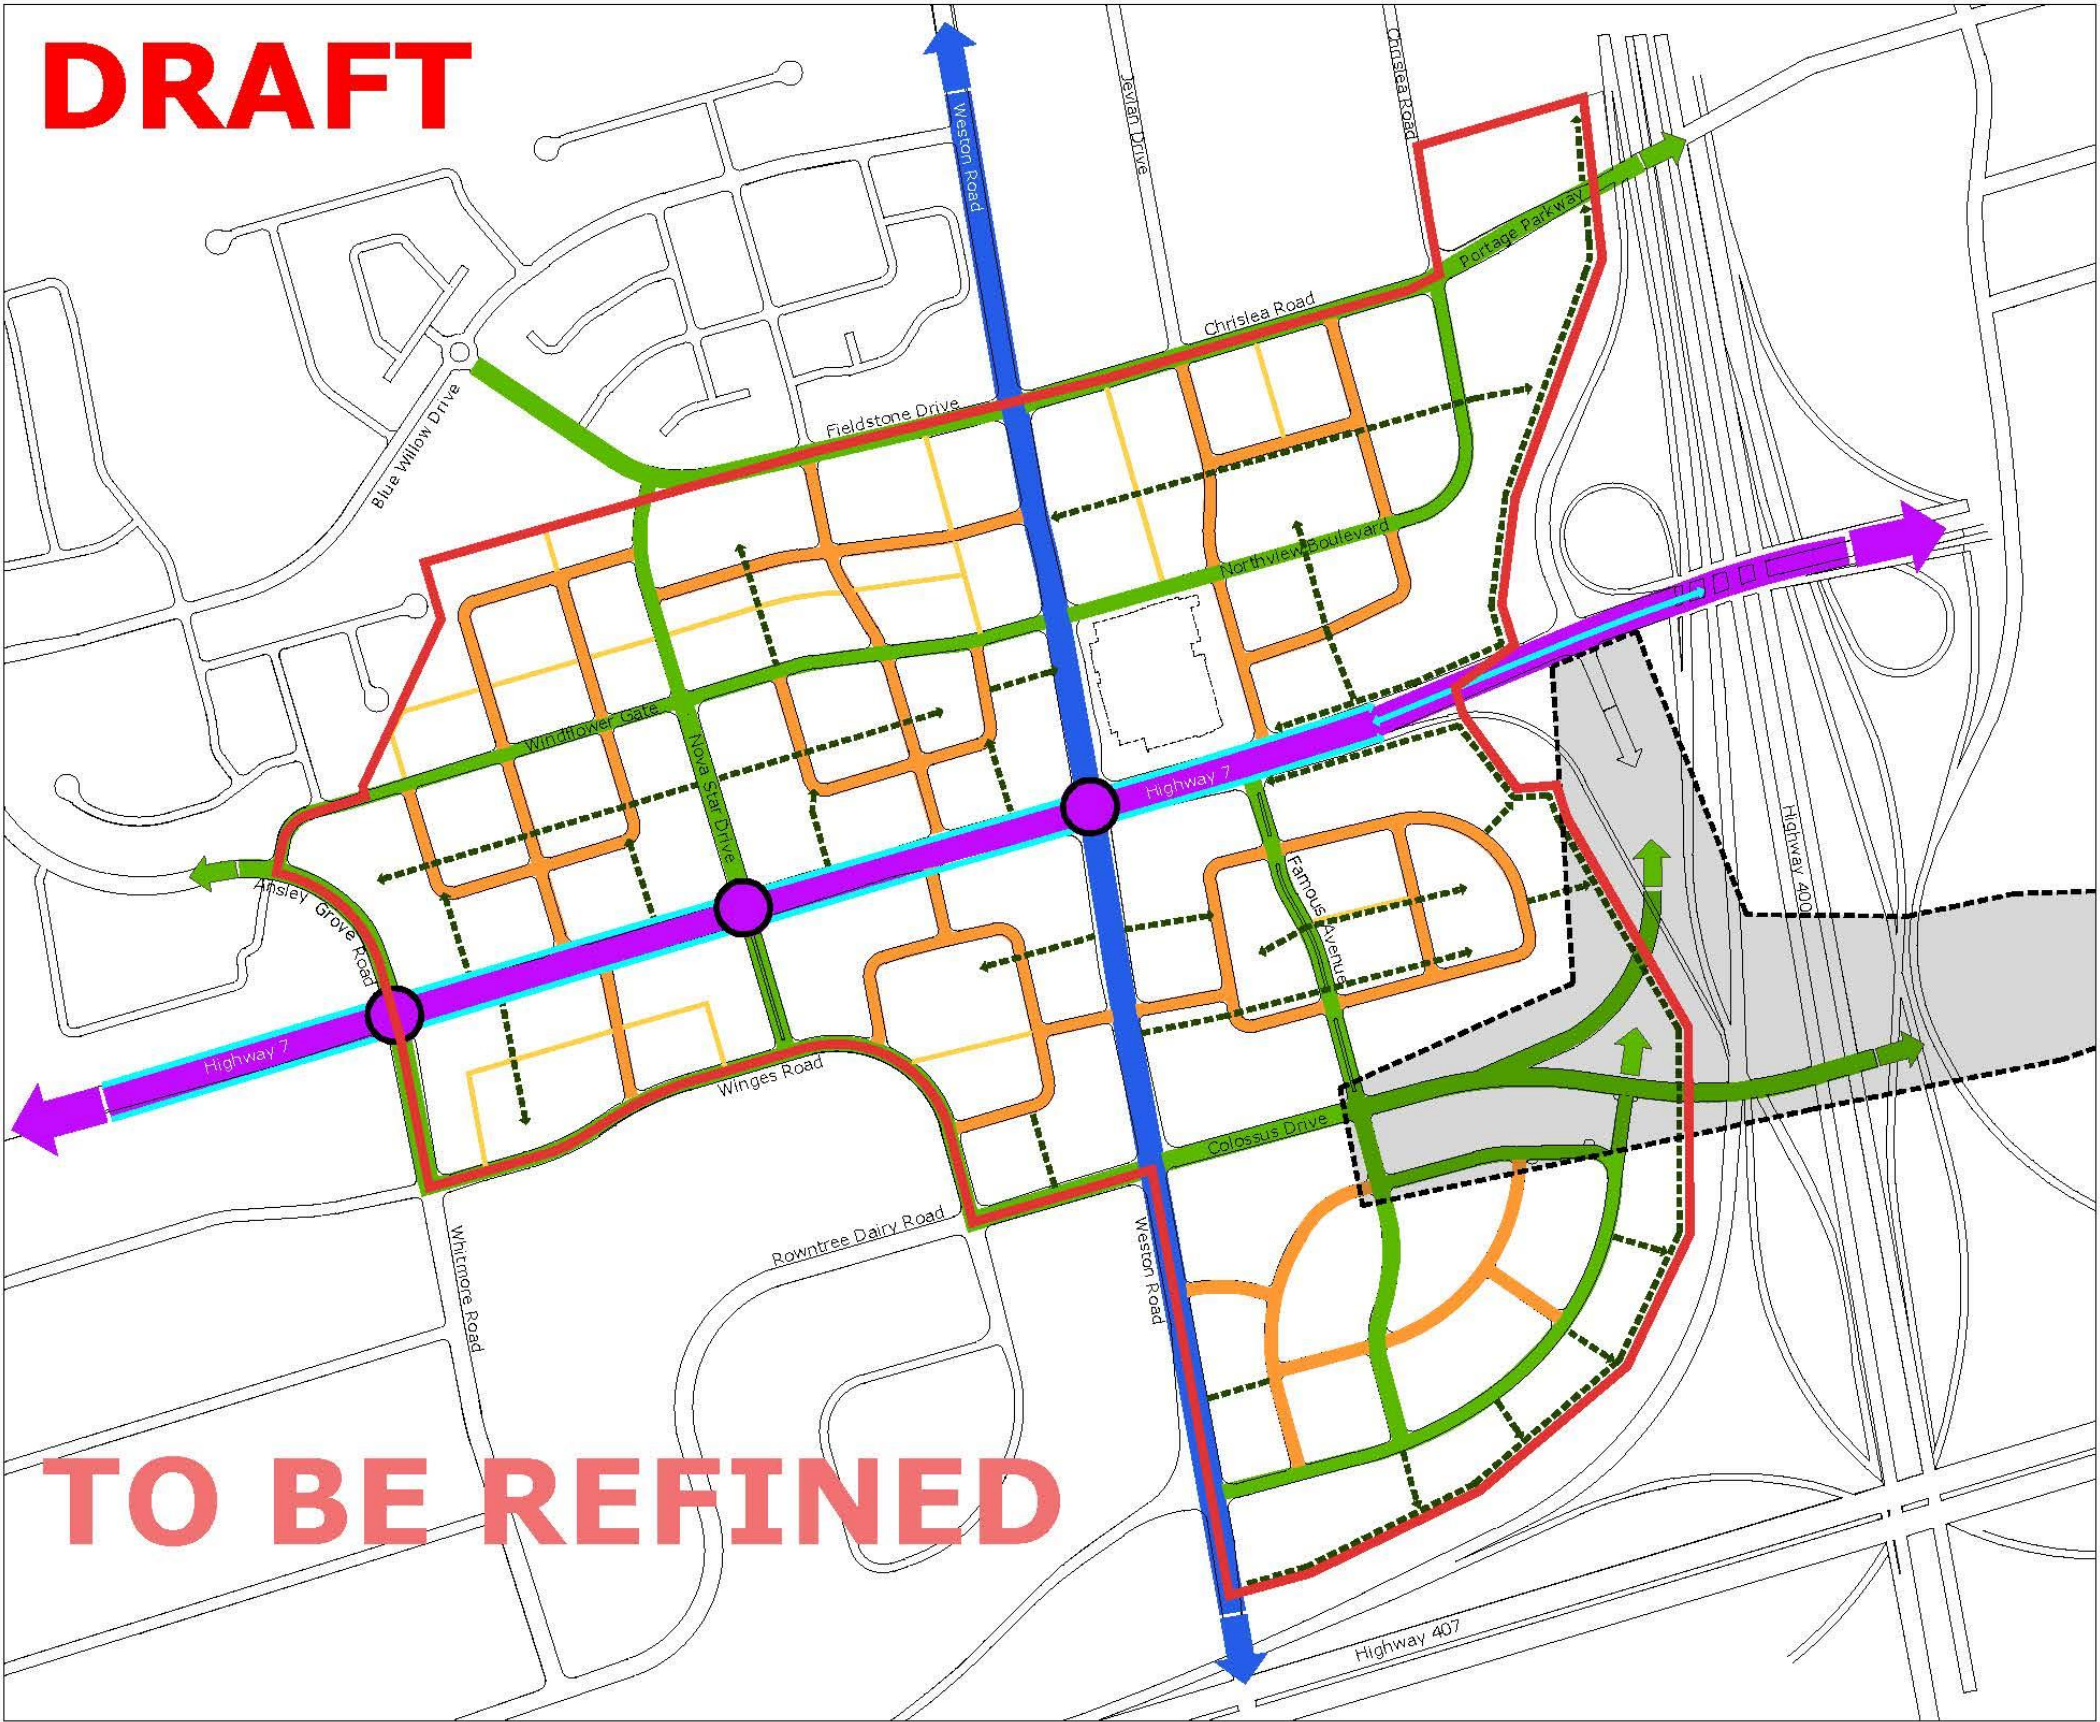 DRAFT
Weston Road
Jevlan Drive
Chrislea Road
Portage Parkway
Chrislea Road
Fieldstone Drive
Blue Willow Drive
Northview Boulevard
Windflower Gate
Nova Star Drive
Highway 7
Highway 400
Famous Avenue
Ansley Grove Road
Highway 7
Winges Road
Colossus Drive
Rowntree Dairy Road
Whitmore Road
Weston Road
TO BE REFINED
Highway 407